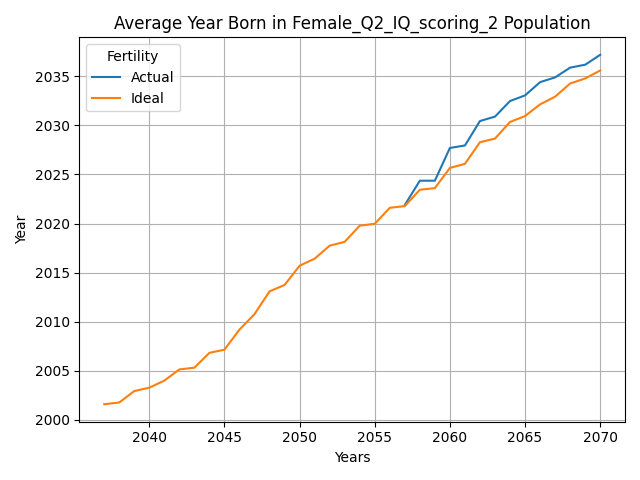 Average Year Born in Female_Q2_IQ_scoring_2 Population
Fertility
Actual
Ideal
Year
2035
2030
2025
2020
2015
2010
2005
2000
2040 2045 2050 2055 2060 2065 2070
Years